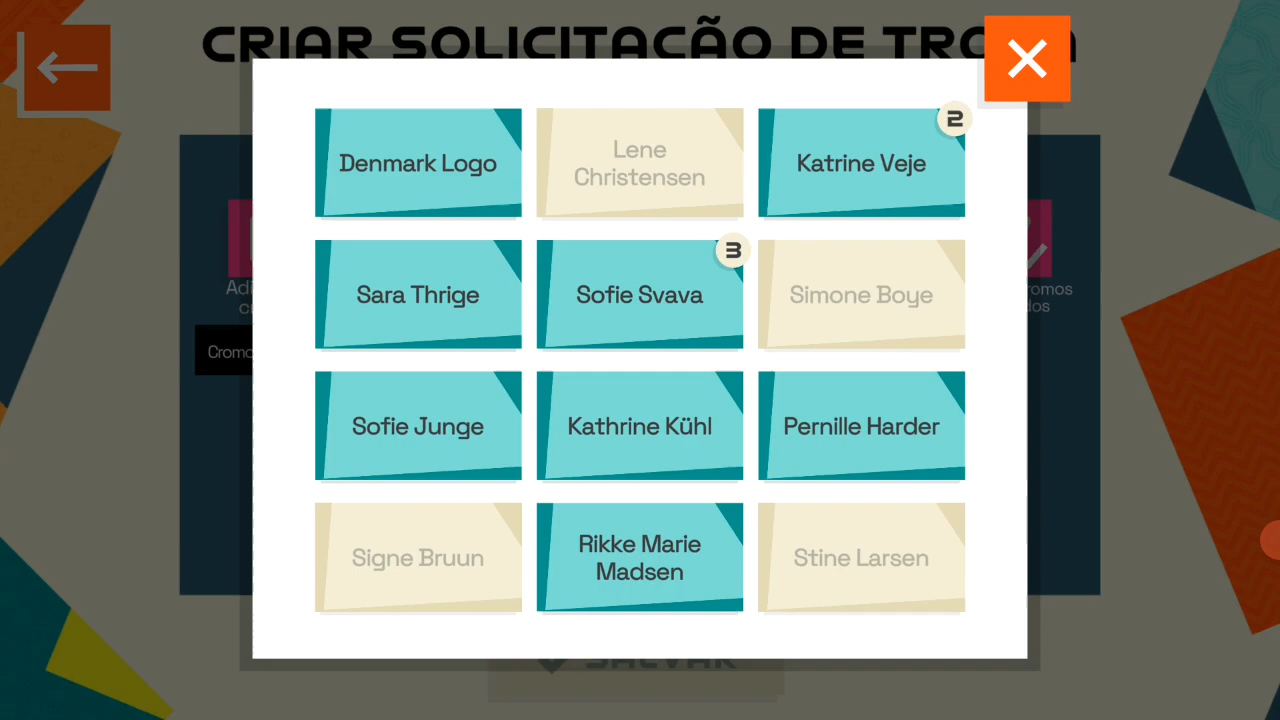 CRIAR SOLICITAÇÃO DE TRO
Denmark Logo
Lene
Christensen
Katrine Veje
2
Sara Thrige
Sofie Svava
3
Simone Boye
Sofie Junge
Kathrine Kühl
Pernille Harder
Signe Bruun
Rikke Marie
Madsen
Stine Larsen
SALVAR